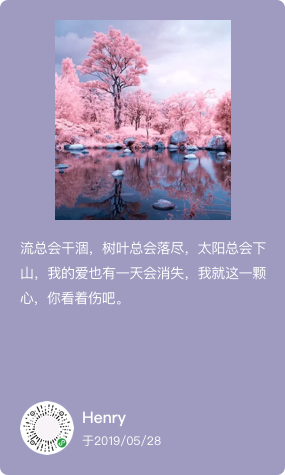 流总会干涸，树叶总会落尽，太阳总会下
山，我的爱也有一天会消失，我就这一颗
心，你看着伤吧。
Henry
于2019/05/28